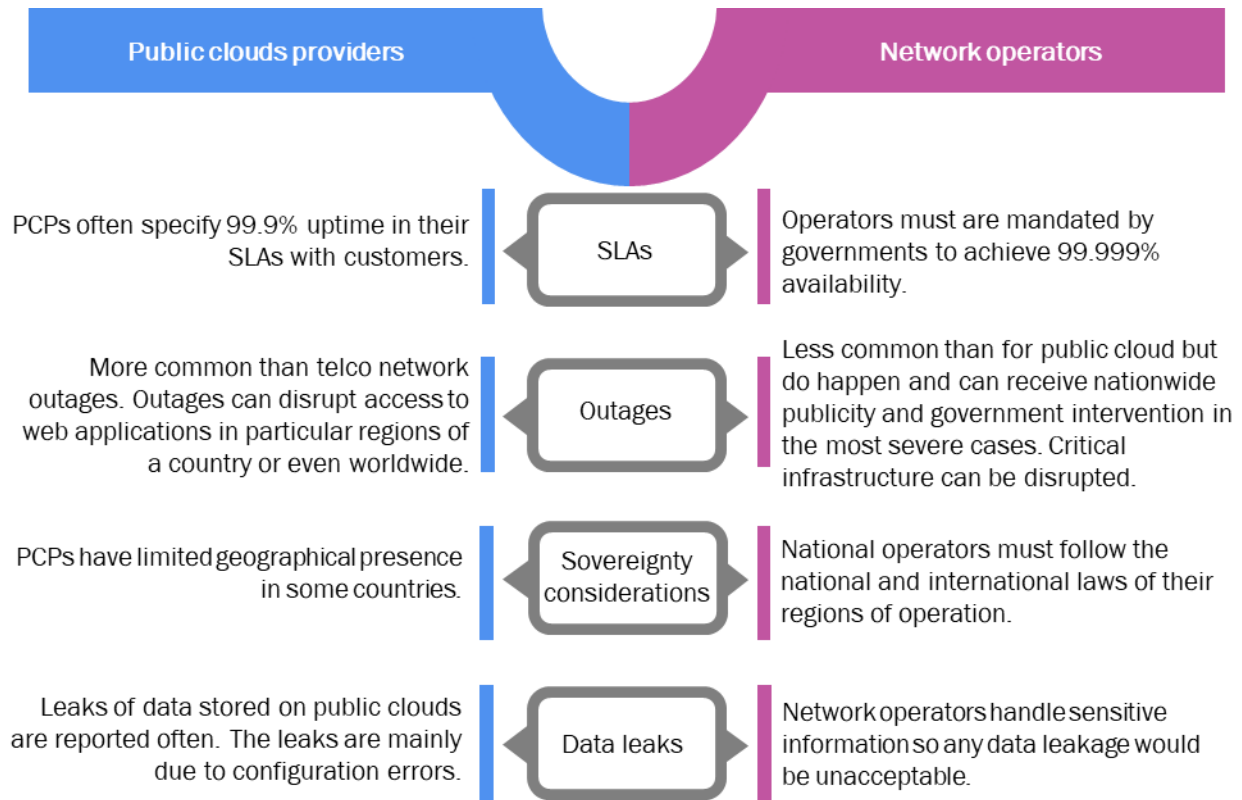 Public clouds providers
Network operators
PCPs often specify 99.9% uptime in their
SLAs with customers.
SLAs
Operators must are mandated by
governments to achieve 99.999%
availability.
More common than telco network
outages. Outages can disrupt access to
web applications in particular regions of
a country or even worldwide.
Outages
Less common than for public cloud but
do happen and can receive nationwide
publicity and government intervention in
the most severe cases. Critical
infrastructure can be disrupted.
PCPs have limited geographical presence
in some countries.
Sovereignty
considerations
National operators must follow the
national and international laws of their
regions of operation.
Leaks of data stored on public clouds
are reported often. The leaks are mainly
due to configuration errors.
Data leaks
Network operators handle sensitive
information so any data leakage would
be unacceptable.